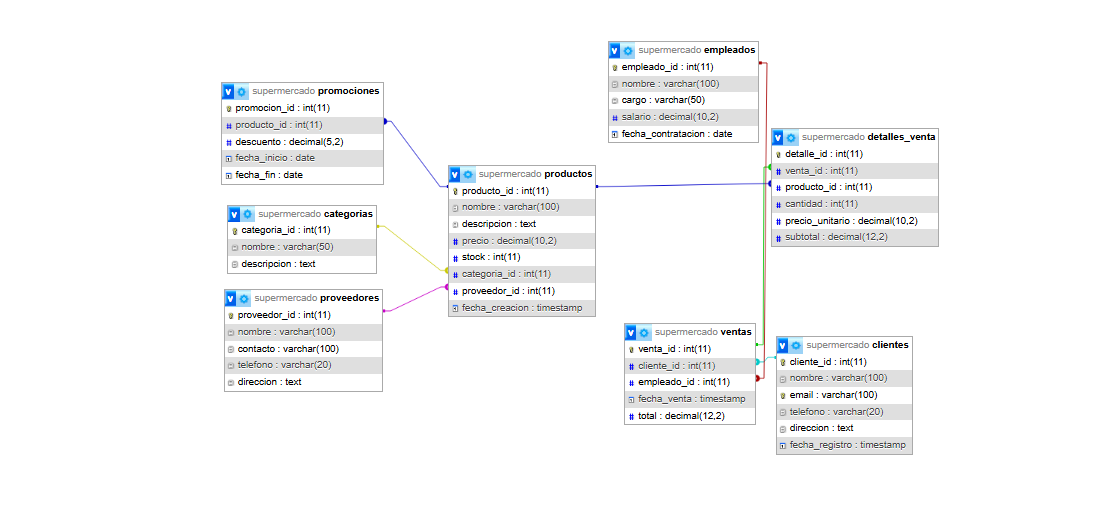 supermercado promociones
promocion_id : int(11)
producto_id : int(11)
descuento : decimal(5,2)
fecha_inicio : date
fecha_fin : date
supermercado categorias
categoria_id : int(11)
nombre : varchar(50)
descripcion : text
supermercado proveedores
proveedor_id : int(11)
nombre : varchar(100)
contacto : varchar(100)
telefono : varchar(20)
direccion : text
supermercado productos
producto_id : int(11)
nombre : varchar(100)
descripcion : text
precio : decimal(10,2)
stock : int(11)
categoria_id : int(11)
proveedor_id : int(11)
fecha_creacion : timestamp
supermercado empleados
empleado_id : int(11)
nombre : varchar(100)
cargo : varchar(50)
salario : decimal(10,2)
fecha_contratacion : date
supermercado detalles_venta
detalle_id : int(11)
venta_id : int(11)
producto_id : int(11)
cantidad : int(11)
precio_unitario : decimal(10,2)
subtotal : decimal(12,2)
supermercado ventas
venta_id : int(11)
cliente_id : int(11)
empleado_id : int(11)
fecha_venta : timestamp
total : decimal(12,2)
supermercado clientes
cliente_id : int(11)
nombre : varchar(100)
email : varchar(100)
telefono : varchar(20)
direccion : text
fecha_registro : timestamp